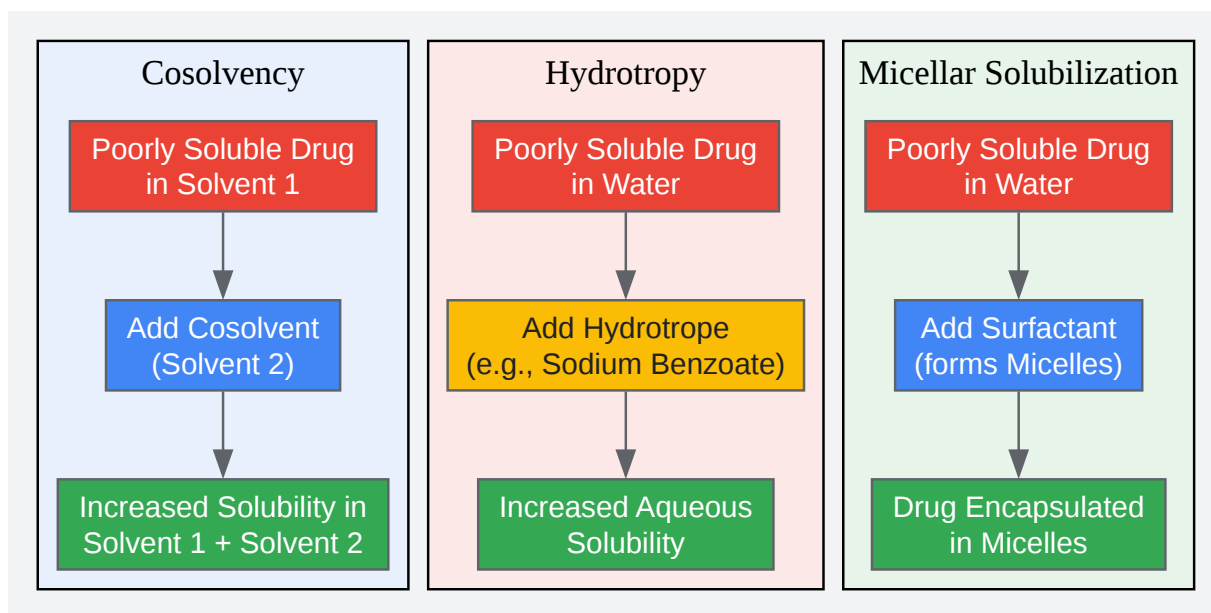 Cosolvency
Poorly Soluble Drug
in Solvent 1
Add Cosolvent
(Solvent 2)
Increased Solubility in
Solvent 1 + Solvent 2
Hydrotropy
Poorly Soluble Drug
in Water
Add Hydrotrope
(e.g., Sodium Benzoate)
Increased Aqueous
Solubility
Micellar Solubilization
Poorly Soluble Drug
in Water
Add Surfactant
(forms Micelles)
Drug Encapsulated
in Micelles